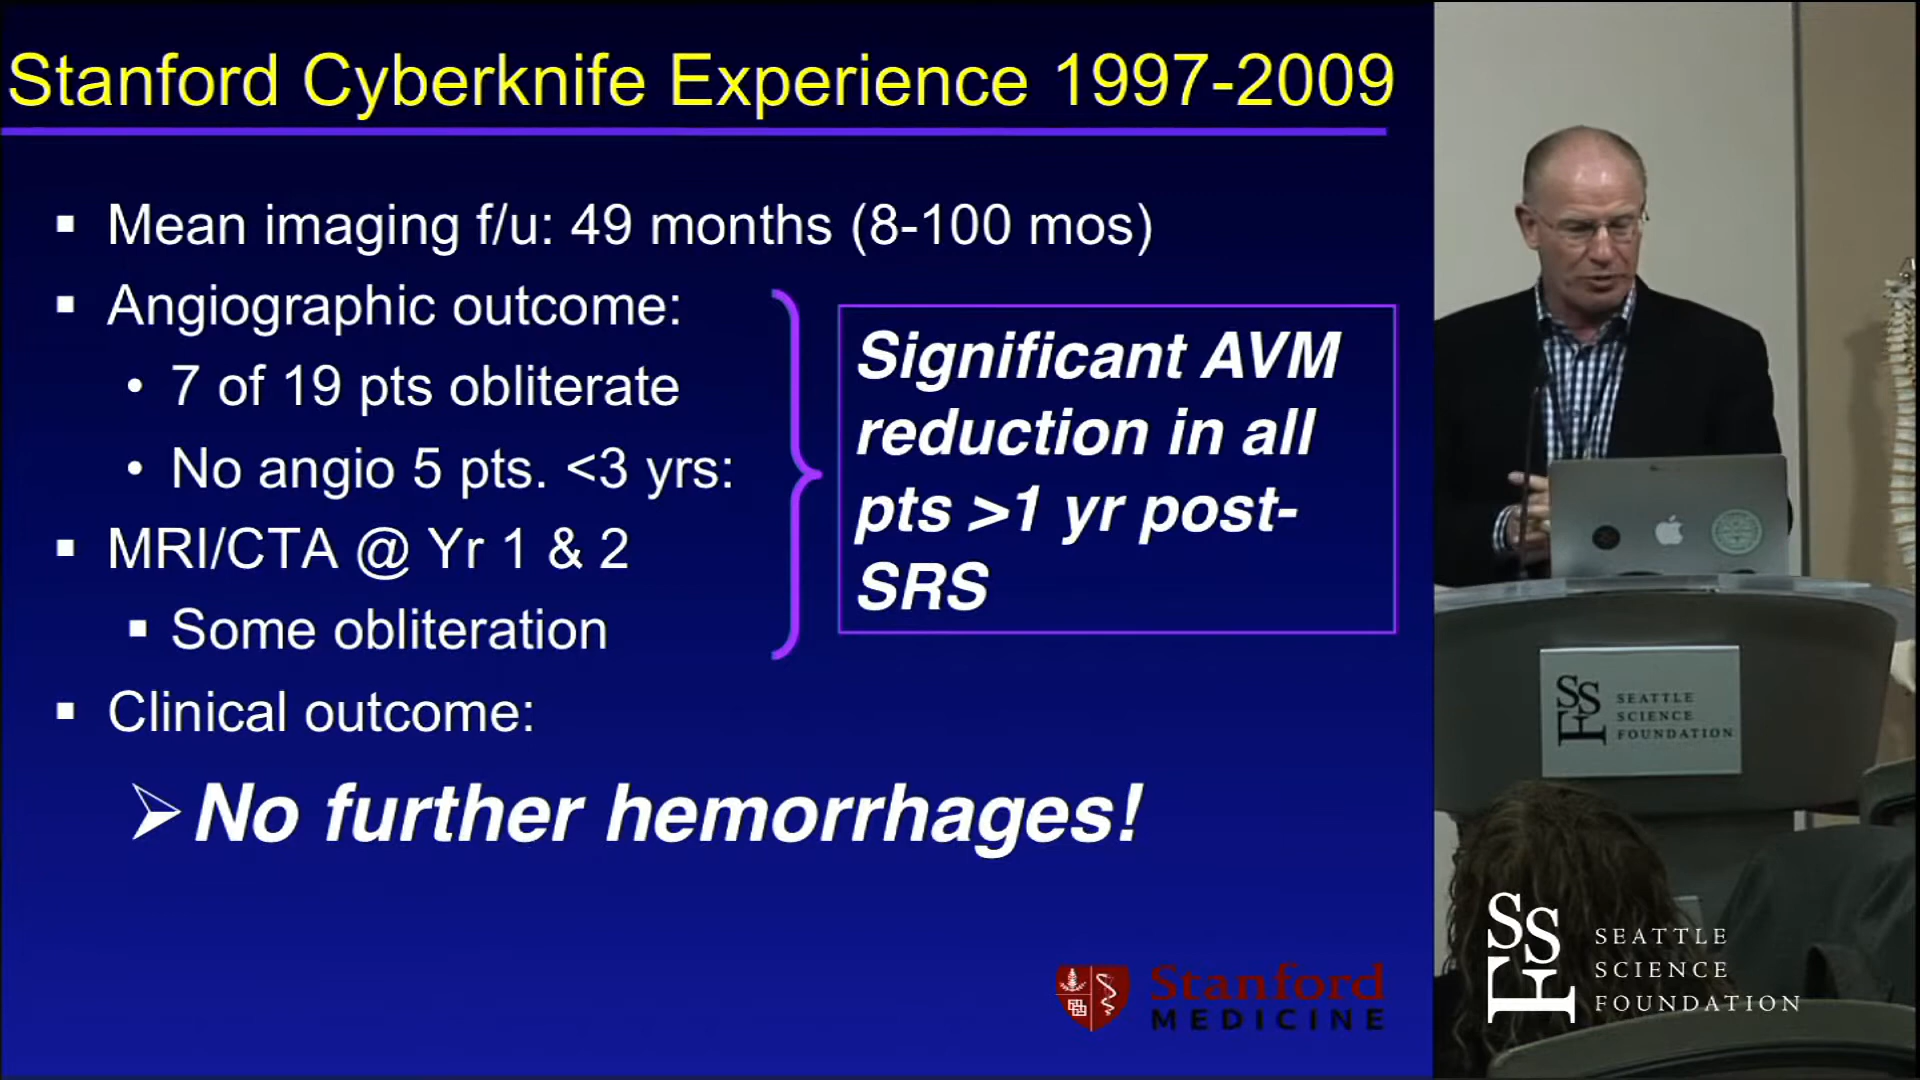 Stanford Cyberknife Experience 1997-2009
▪ Mean imaging f/u: 49 months (8-100 mos)
▪ Angiographic outcome:
• 7 of 19 pts obliterate
• No angio 5 pts. <3 yrs:
▪ MRI/CTA @ Yr 1 & 2
▪ Some obliteration
▪ Clinical outcome:
➢ No further hemorrhages!
Significant AVM
reduction in all
pts >1 yr post-
SRS
Stanford
MEDICINE
SSF
SEATTLE
SCIENCE
FOUNDATION
SSF
SEATTLE
SCIENCE
FOUNDATION